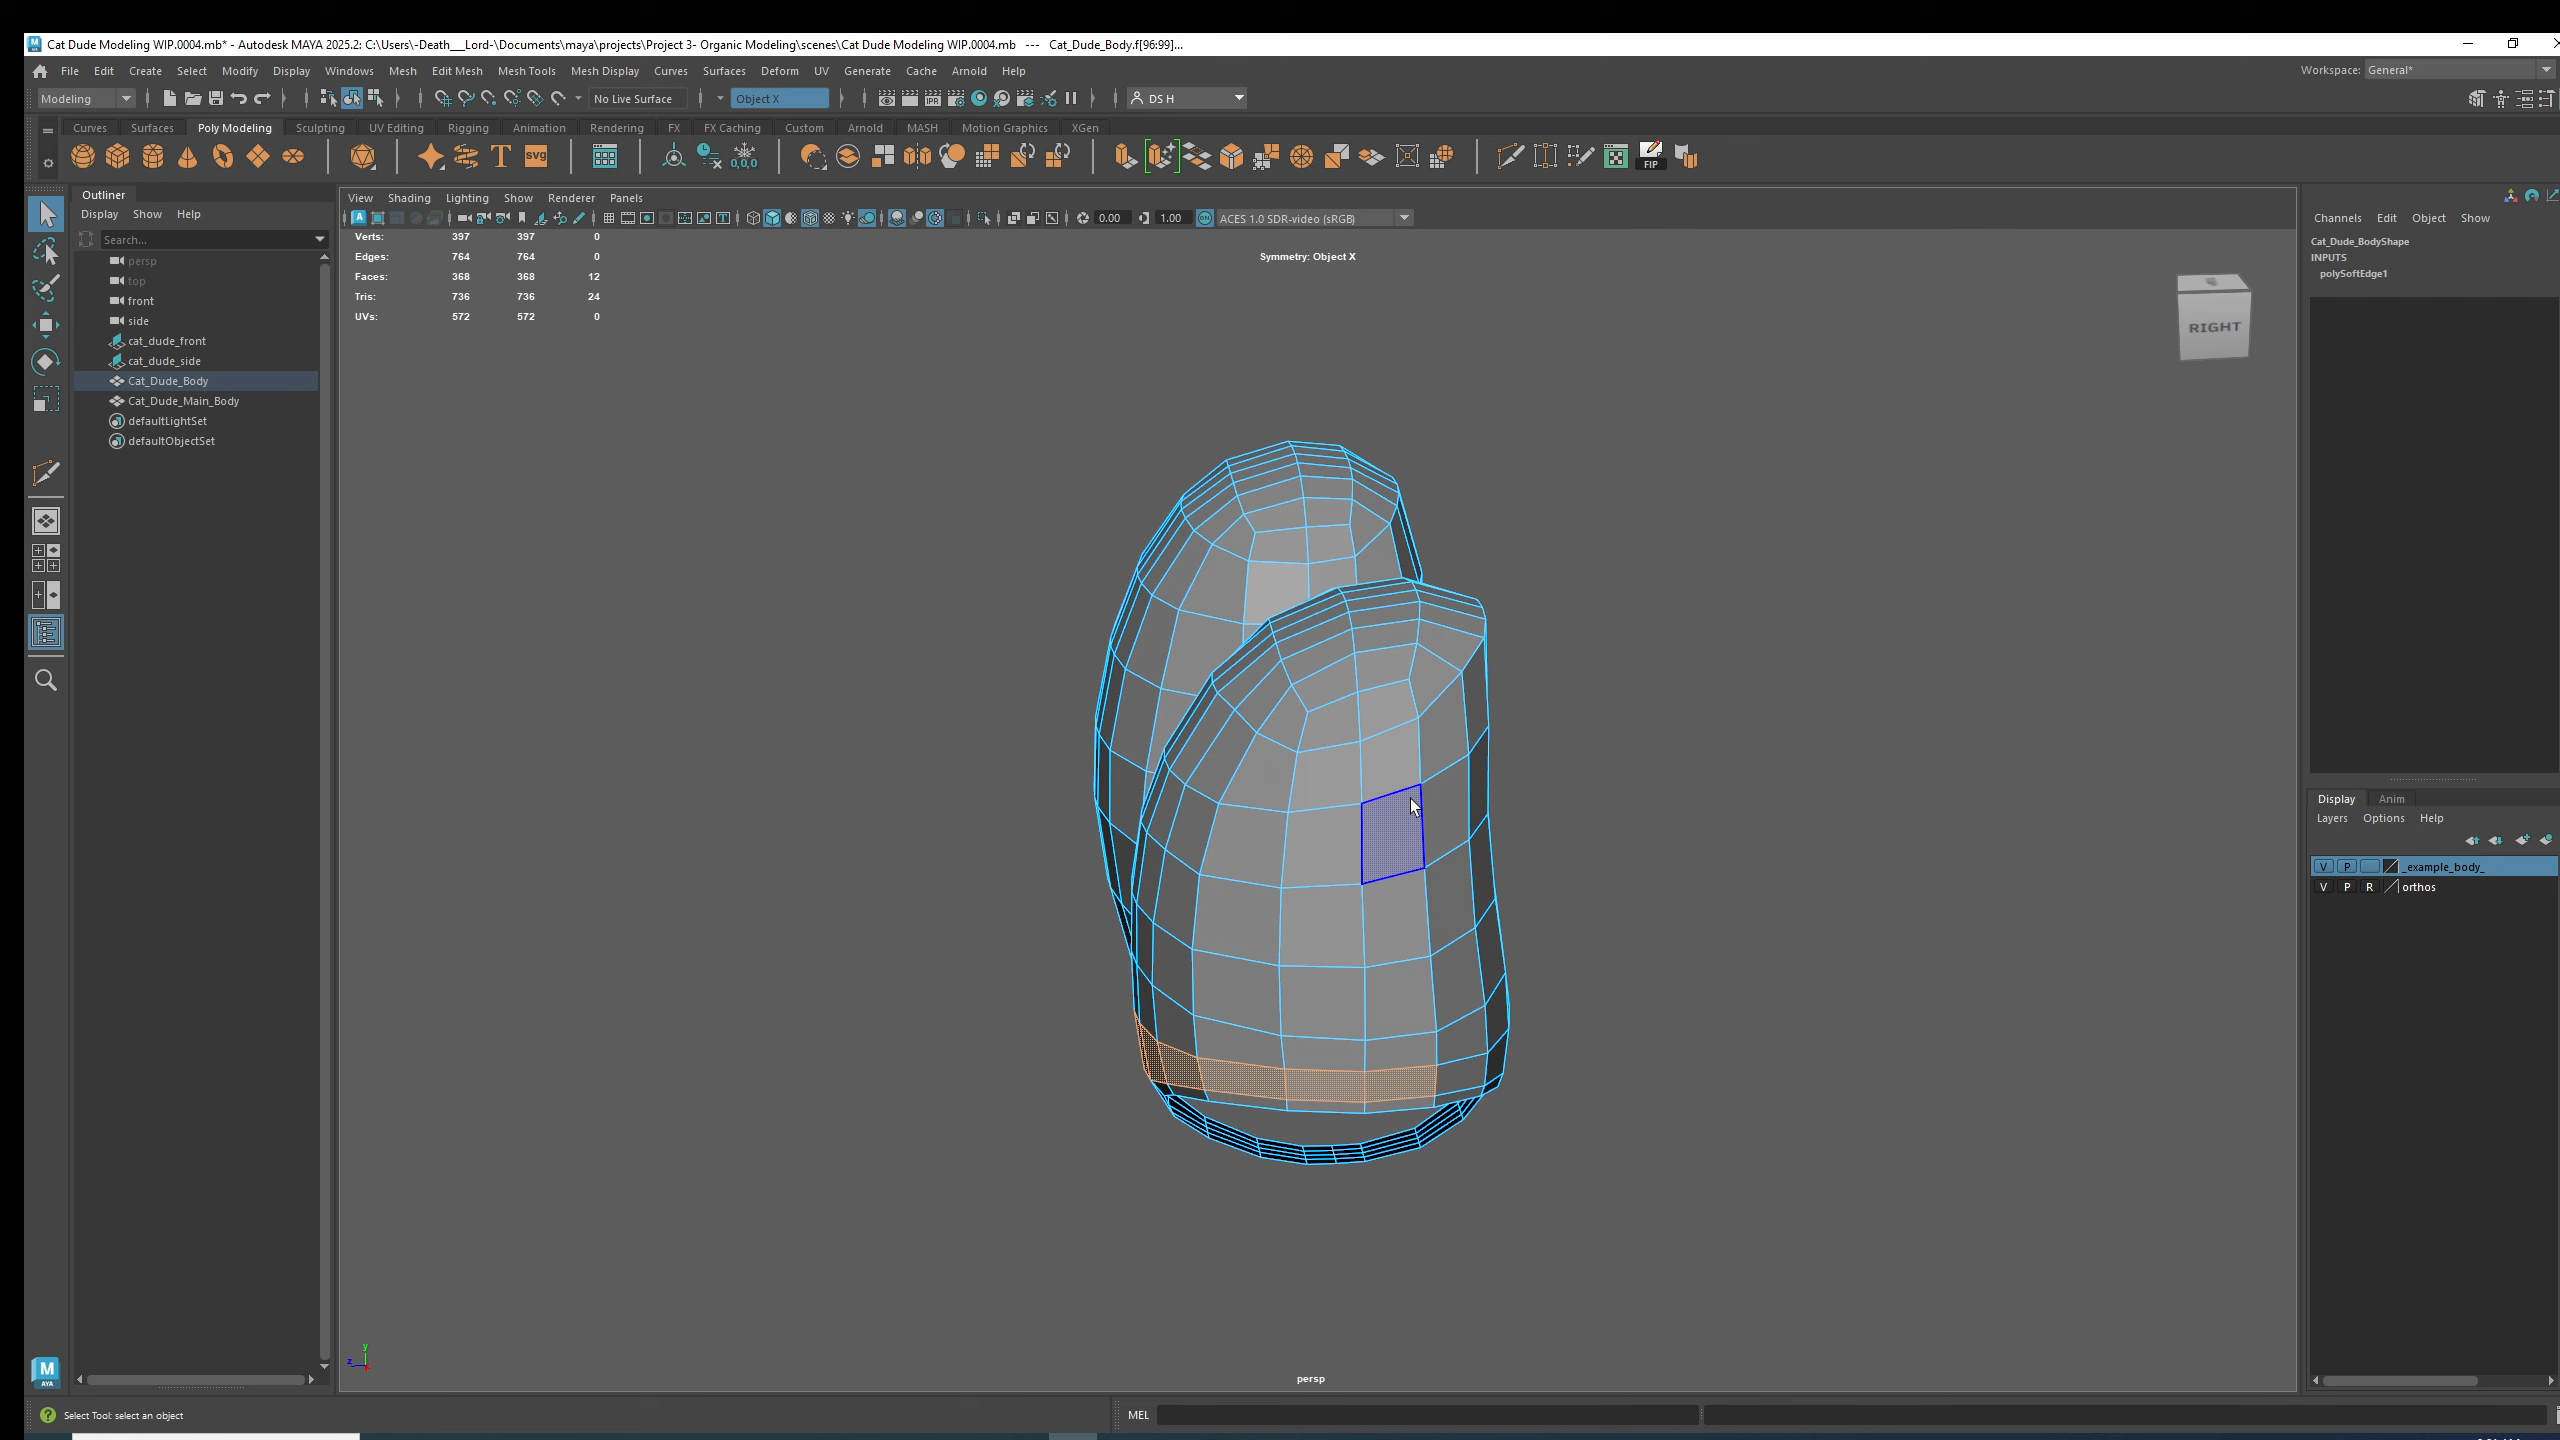 Cat Dude Modeling WIP.0004.mb* - Autodesk MAYA 2025.2: C:\Users\-Death__Lord-\Documents\maya\projects\Project 3- Organic Modeling\scenes\Cat Dude Modeling WIP.0004.mb --- Cat_Dude_Body.f[96:99]...
File Edit Create Select Modify Display Windows Mesh Edit Mesh Mesh Tools Mesh Display Curves Surfaces Deform UV Generate Cache Arnold Help
Workspace: General*
Modeling
No Live Surface
Object X
IPR
DS H
Curves Surfaces Poly Modeling Sculpting UV Editing Rigging Animation Rendering FX FX Caching Custom Arnold MASH Motion Graphics XGen
T
svg
0,0,0
FIP
Outliner
Display Show Help
Search...
persp
top
front
side
cat_dude_front
cat_dude_side
Cat_Dude_Body
Cat_Dude_Main_Body
defaultLightSet
defaultObjectSet
View Shading Lighting Show Renderer Panels
0.00
1.00
ON
ACES 1.0 SDR-video (sRGB)
Verts: 397 397 0
Edges: 764 764 0
Faces: 368 368 12
Tris: 736 736 24
UVs: 572 572 0
Symmetry: Object X
RIGHT
y
z
persp
Channels Edit Object Show
Cat_Dude_BodyShape
INPUTS
polySoftEdge1
Display Anim
Layers Options Help
V P _example_body_
V P R orthos
M
AYA
Select Tool: select an object
MEL